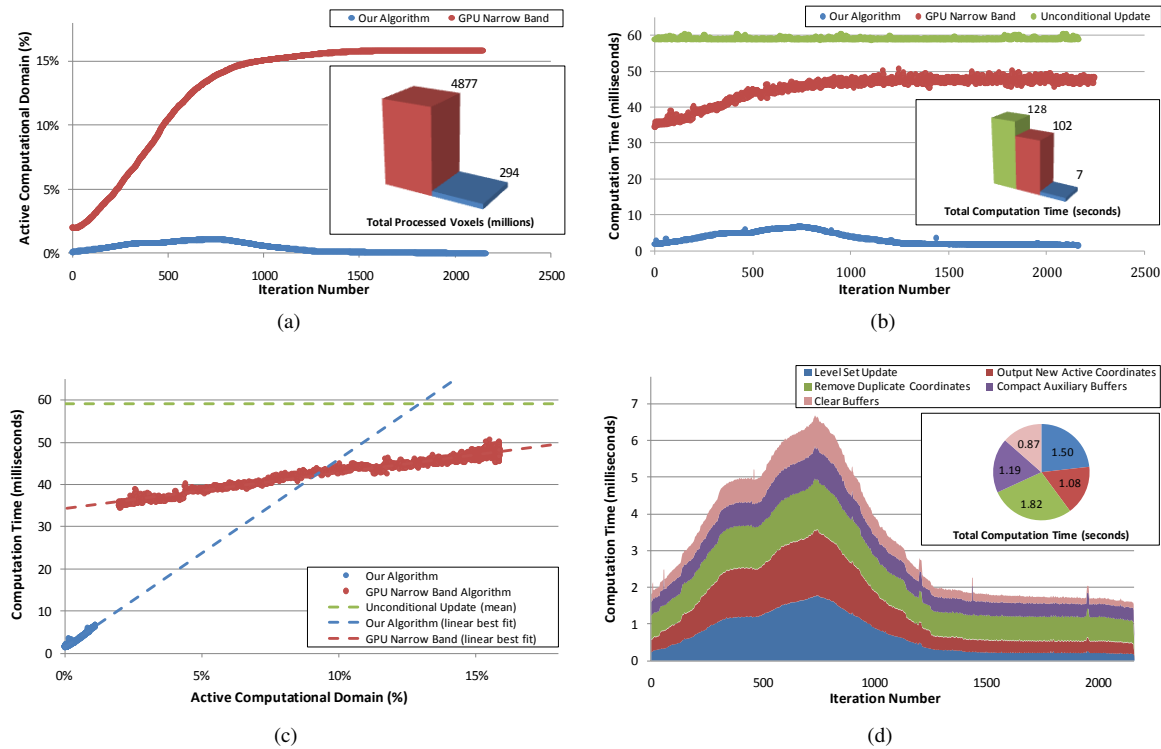 Our Algorithm GPU Narrow Band
Active Computational Domain (%)
15%
10%
5%
0%
0 500 1000 1500 2000 2500
Iteration Number
4877
294
Total Processed Voxels (millions)
(a)
Our Algorithm GPU Narrow Band Unconditional Update
Computation Time (milliseconds)
60
50
40
30
20
10
0
0 500 1000 1500 2000 2500
Iteration Number
128
102
7
Total Computation Time (seconds)
(b)
Computation Time (milliseconds)
60
50
40
30
20
10
0
0% 5% 10% 15%
Active Computational Domain (%)
Our Algorithm
GPU Narrow Band Algorithm
Unconditional Update (mean)
Our Algorithm (linear best fit)
GPU Narrow Band (linear best fit)
(c)
Level Set Update Output New Active Coordinates
Remove Duplicate Coordinates Compact Auxiliary Buffers
Clear Buffers
Computation Time (milliseconds)
7
6
5
4
3
2
1
0
0 500 1000 1500 2000
Iteration Number
0.87
1.50
1.19
1.08
1.82
Total Computation Time (seconds)
(d)